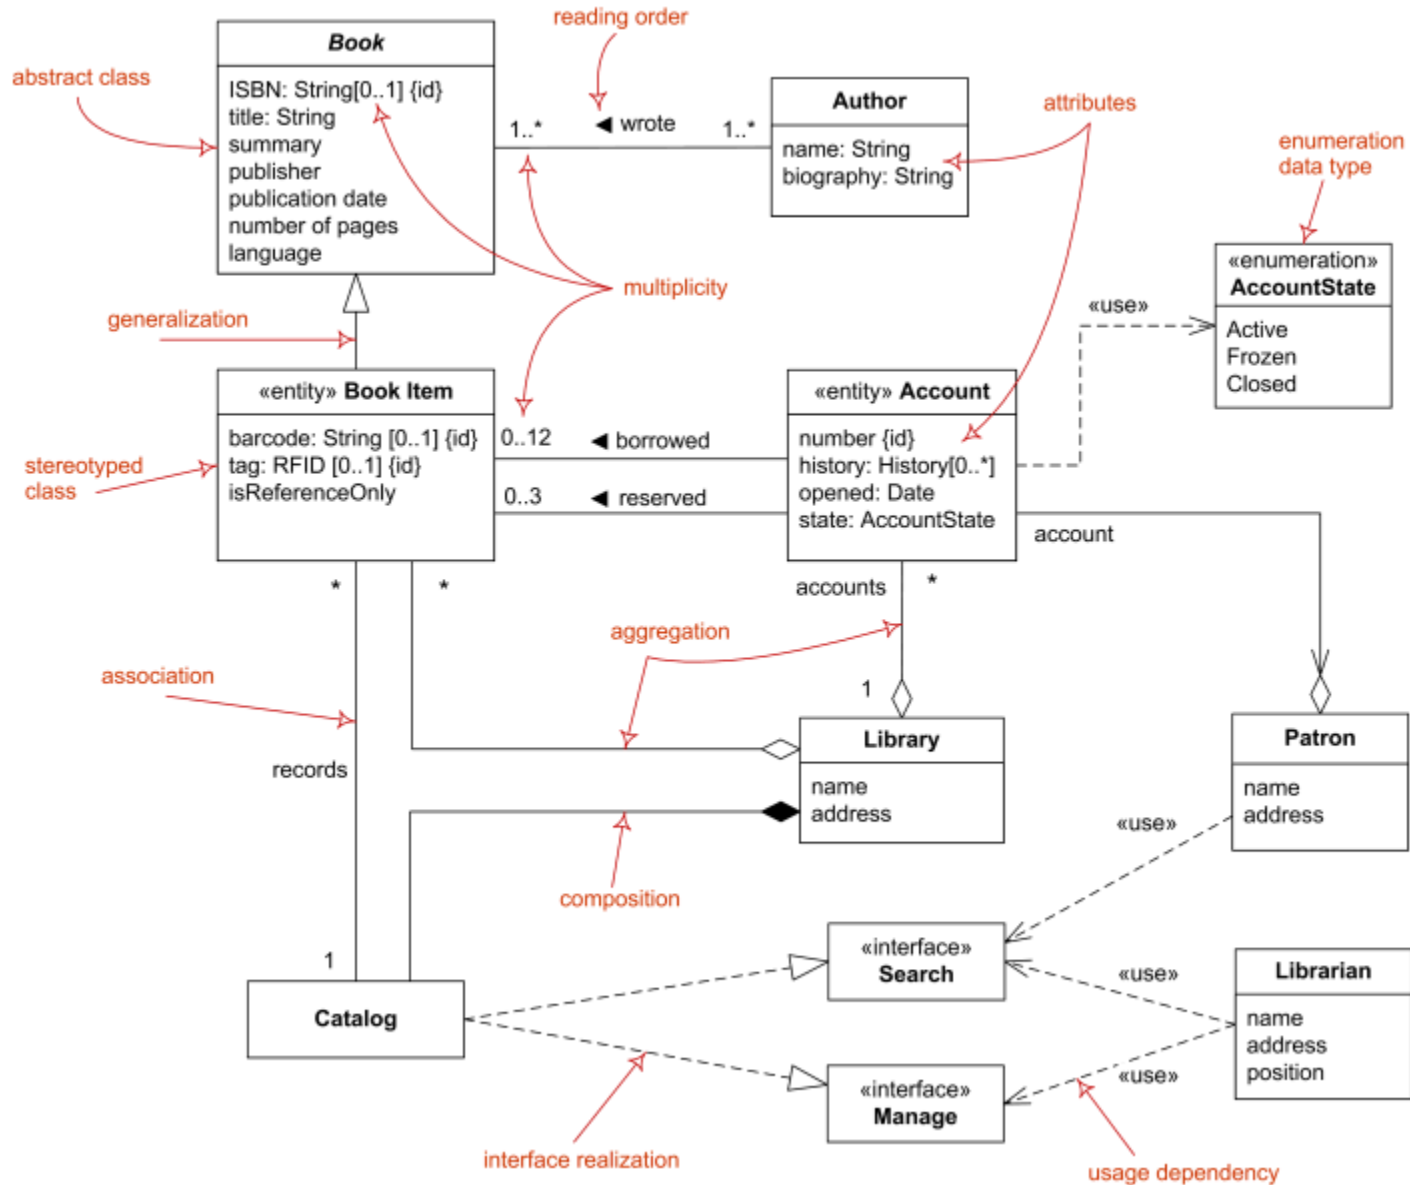 reading order
Book
abstract class
ISBN: String[0..1] {id}
title: String
summary
publisher
publication date
number of pages
language
1..*
◄ wrote
1..*
Author
name: String
biography: String
attributes
enumeration
data type
multiplicity
«enumeration»
AccountState
Active
Frozen
Closed
«use»
generalization
«entity» Book Item
barcode: String [0..1] {id}
tag: RFID [0..1] {id}
isReferenceOnly
stereotyped
class
0..12
◄ borrowed
0..3
◄ reserved
«entity» Account
number {id}
history: History[0..*]
opened: Date
state: AccountState
account
*
*
accounts
*
aggregation
association
1
records
Library
name
address
Patron
name
address
composition
«use»
1
Catalog
«interface»
Search
«use»
Librarian
name
address
position
«interface»
Manage
«use»
interface realization
usage dependency